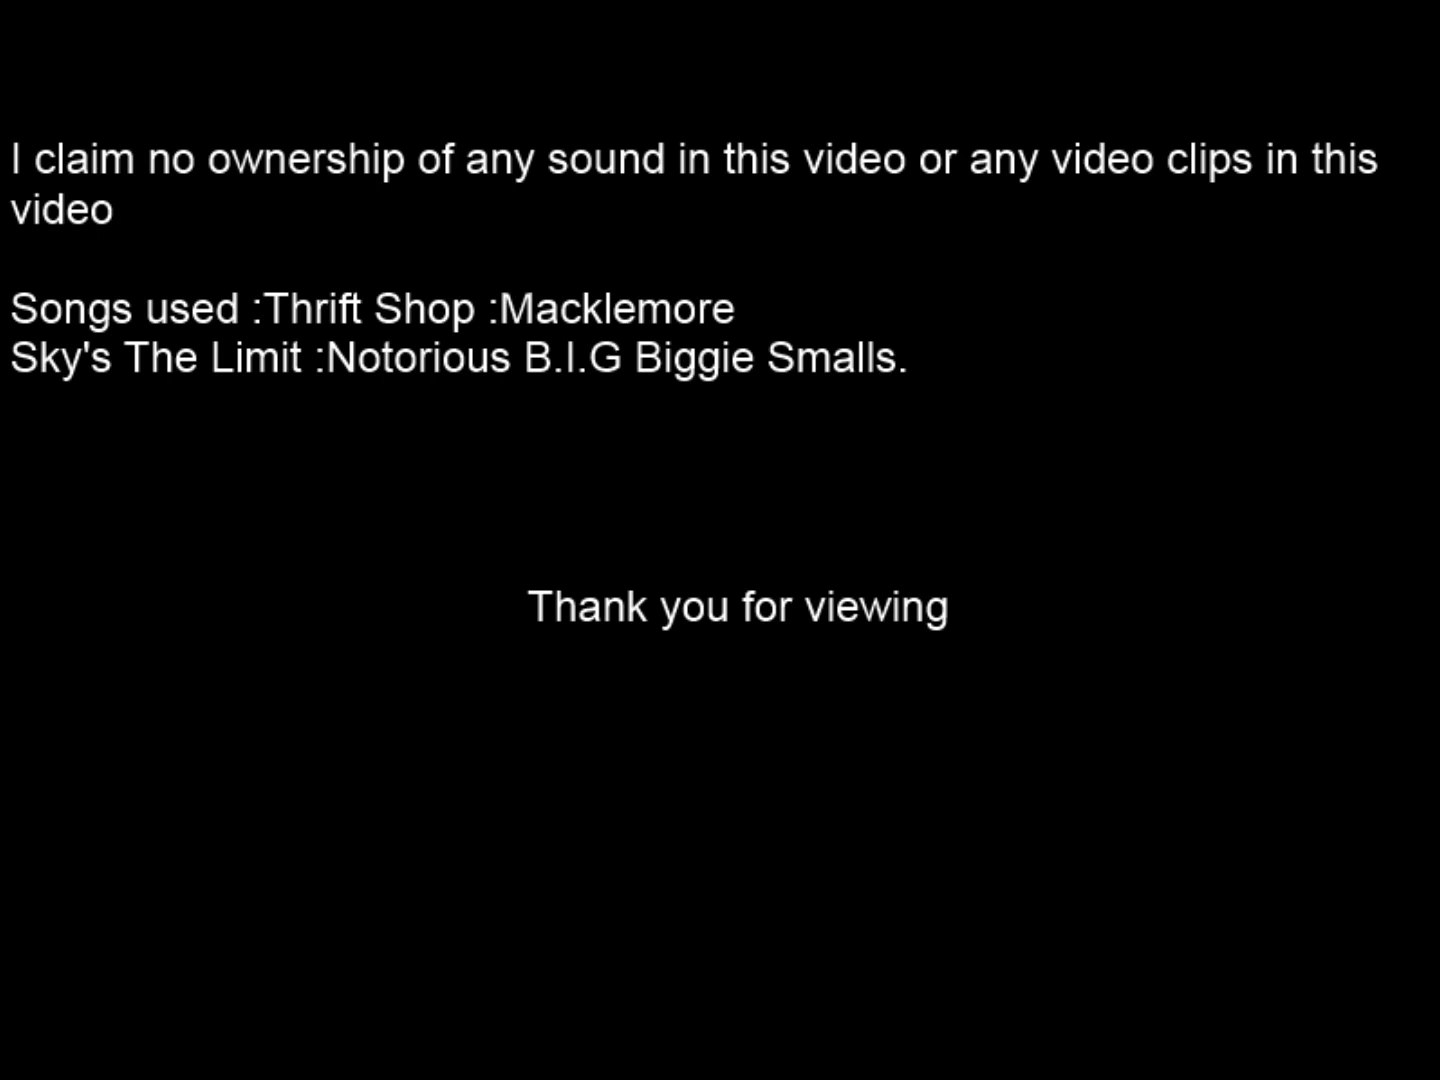 I claim no ownership of any sound in this video or any video clips in this
video
Songs used :Thrift Shop :Macklemore
Sky's The Limit :Notorious B.I.G Biggie Smalls.
Thank you for viewing